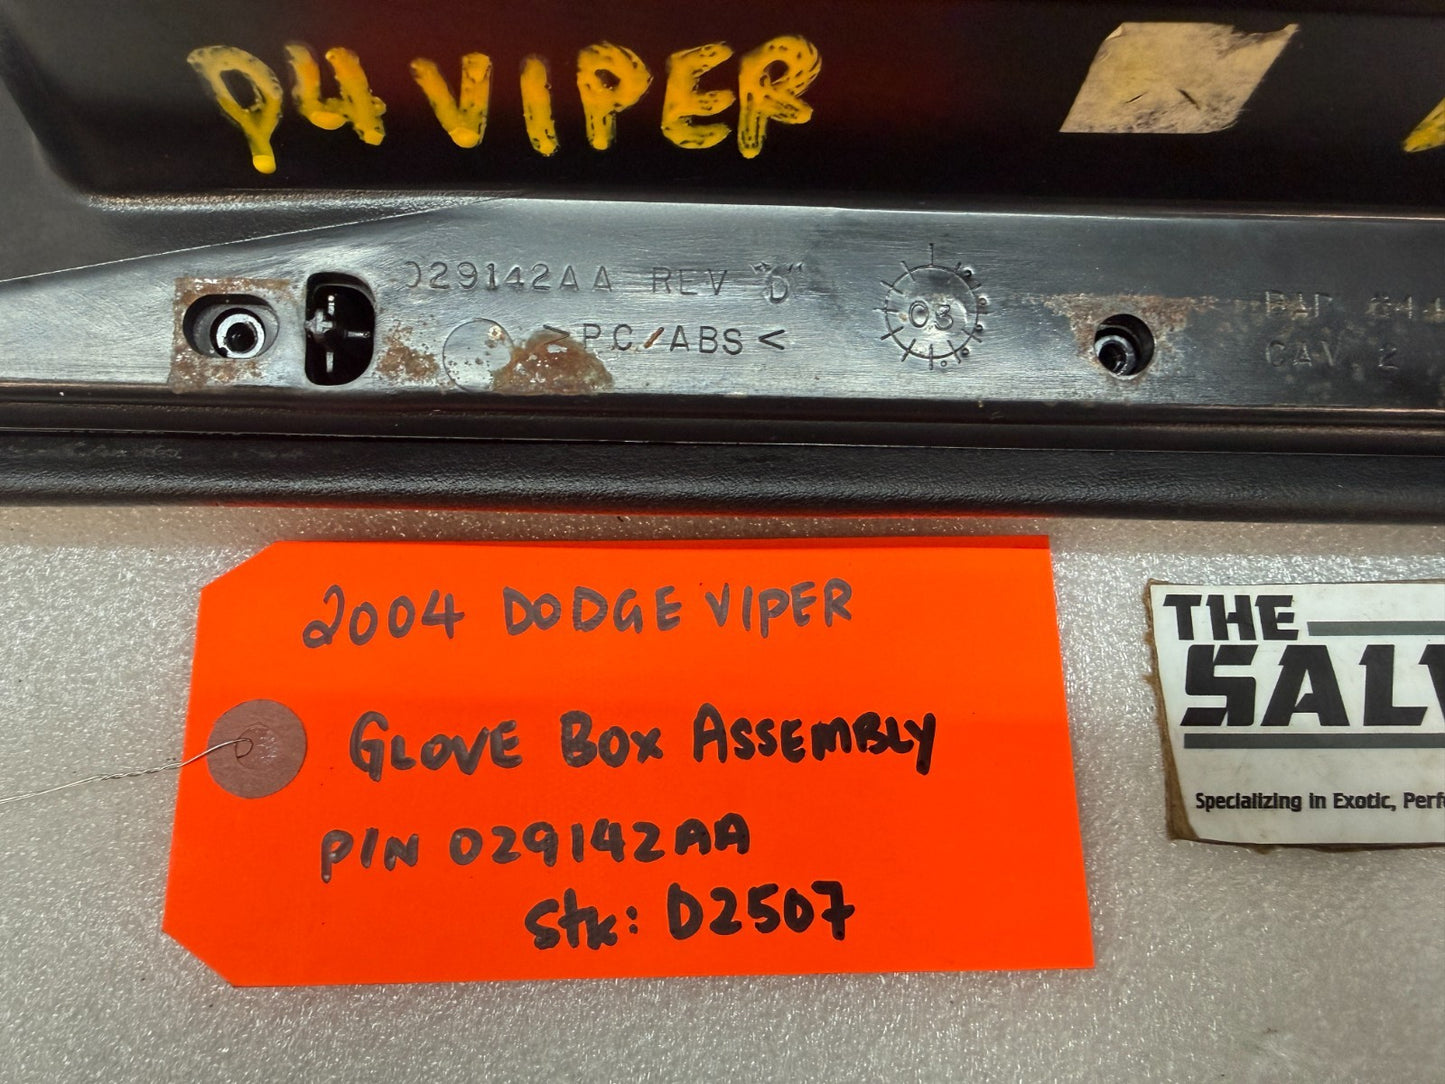 04 VIPER
029142AA REV "D"
>PC/ABS<
03
CAV. 2
2004 DODGE VIPER
GLOVE BOX ASSEMBLY
P/N 029142AA
Stk: D2507
THE
SALV
Specializing in Exotic, Perf